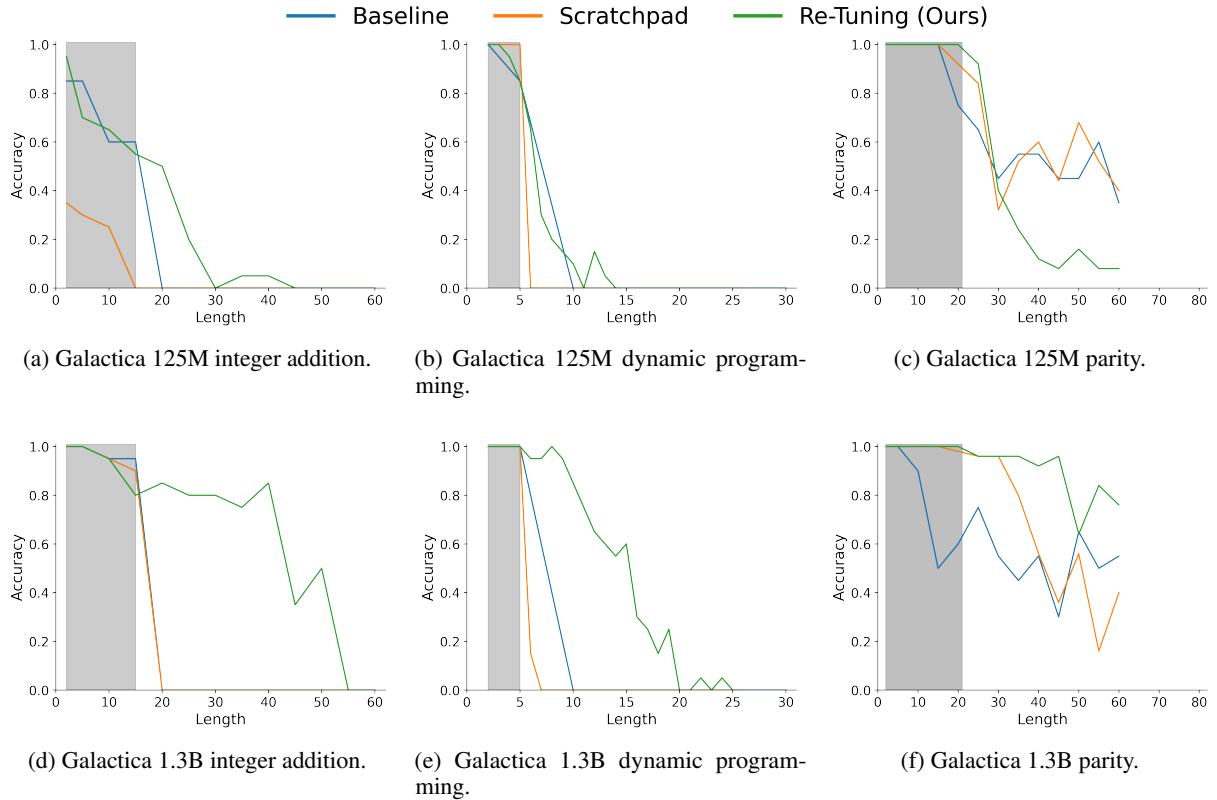 Baseline Scratchpad Re-Tuning (Ours)
1.0
0.8
0.6
0.4
0.2
0.0
Accuracy
0 10 20 30 40 50 60
Length
(a) Galactica 125M integer addition.
1.0
0.8
0.6
0.4
0.2
0.0
Accuracy
0 5 10 15 20 25 30
Length
(b) Galactica 125M dynamic program-
ming.
1.0
0.8
0.6
0.4
0.2
0.0
Accuracy
0 10 20 30 40 50 60 70 80
Length
(c) Galactica 125M parity.
1.0
0.8
0.6
0.4
0.2
0.0
Accuracy
0 10 20 30 40 50 60
Length
(d) Galactica 1.3B integer addition.
1.0
0.8
0.6
0.4
0.2
0.0
Accuracy
0 5 10 15 20 25 30
Length
(e) Galactica 1.3B dynamic program-
ming.
1.0
0.8
0.6
0.4
0.2
0.0
Accuracy
0 10 20 30 40 50 60 70 80
Length
(f) Galactica 1.3B parity.